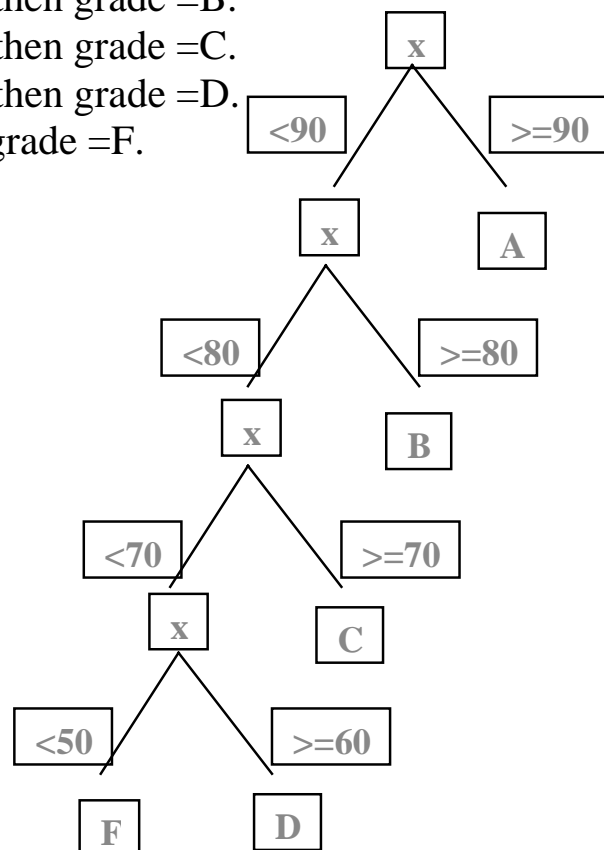 then grade =B.
then grade =C.
then grade =D.
grade =F.
x
<90
>=90
x
A
<80
>=80
x
B
<70
>=70
x
C
<50
>=60
F
D